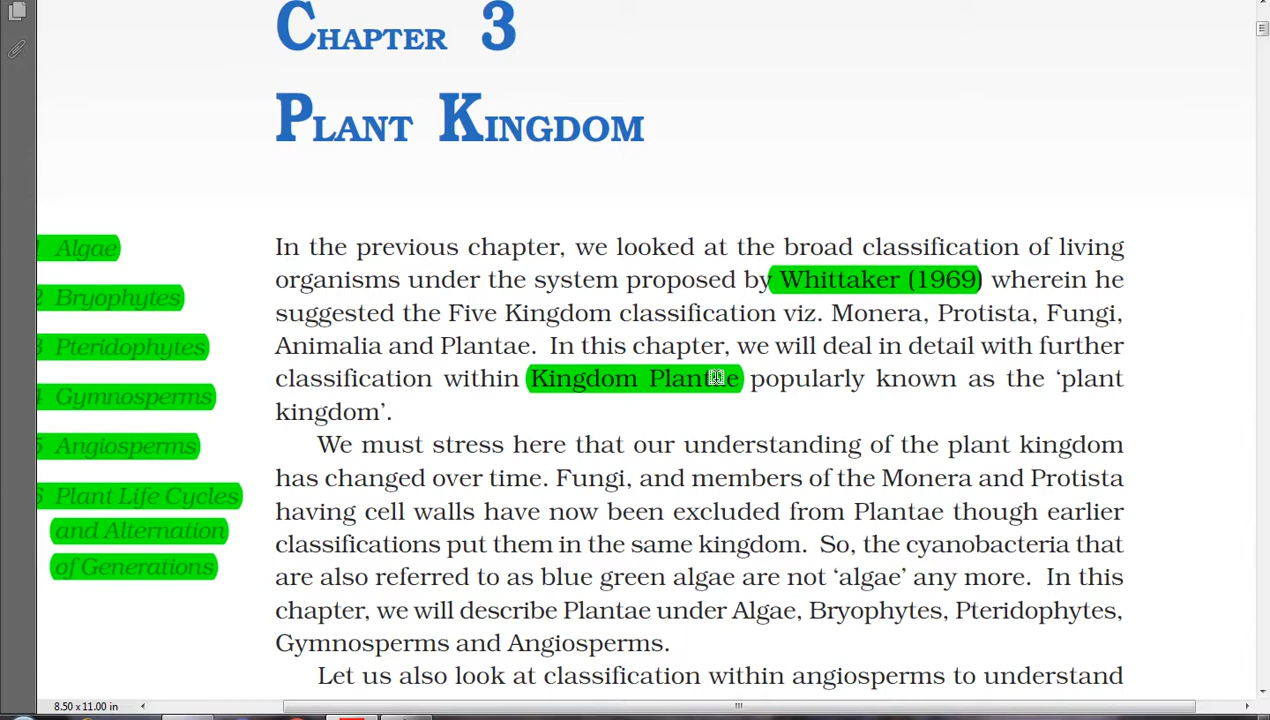 CHAPTER 3
PLANT KINGDOM
1 Algae
2 Bryophytes
3 Pteridophytes
4 Gymnosperms
5 Angiosperms
6 Plant Life Cycles
and Alternation
of Generations
In the previous chapter, we looked at the broad classification of living
organisms under the system proposed by Whittaker (1969) wherein he
suggested the Five Kingdom classification viz. Monera, Protista, Fungi,
Animalia and Plantae. In this chapter, we will deal in detail with further
classification within Kingdom Plantae popularly known as the ‘plant
kingdom’.
We must stress here that our understanding of the plant kingdom
has changed over time. Fungi, and members of the Monera and Protista
having cell walls have now been excluded from Plantae though earlier
classifications put them in the same kingdom. So, the cyanobacteria that
are also referred to as blue green algae are not ‘algae’ any more. In this
chapter, we will describe Plantae under Algae, Bryophytes, Pteridophytes,
Gymnosperms and Angiosperms.
Let us also look at classification within angiosperms to understand
8.50 x 11.00 in